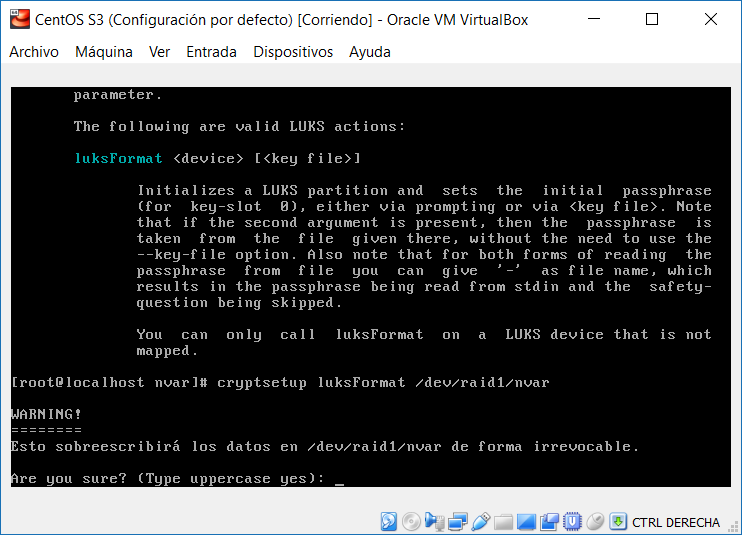 CentOS S3 (Configuración por defecto) [Corriendo] - Oracle VM VirtualBox
Archivo Máquina Ver Entrada Dispositivos Ayuda
parameter.
The following are valid LUKS actions:
luksFormat <device> [<key file>]
Initializes a LUKS partition and sets the initial passphrase
(for key-slot 0), either via prompting or via <key file>. Note
that if the second argument is present, then the passphrase is
taken from the file given there, without the need to use the
--key-file option. Also note that for both forms of reading the
passphrase from file you can give '-' as file name, which
results in the passphrase being read from stdin and the safety-
question being skipped.
You can only call luksFormat on a LUKS device that is not
mapped.
[root@localhost nvar]# cryptsetup luksFormat /dev/raid1/nvar
WARNING!
========
Esto sobreescribirá los datos en /dev/raid1/nvar de forma irrevocable.
Are you sure? (Type uppercase yes): _
CTRL DERECHA